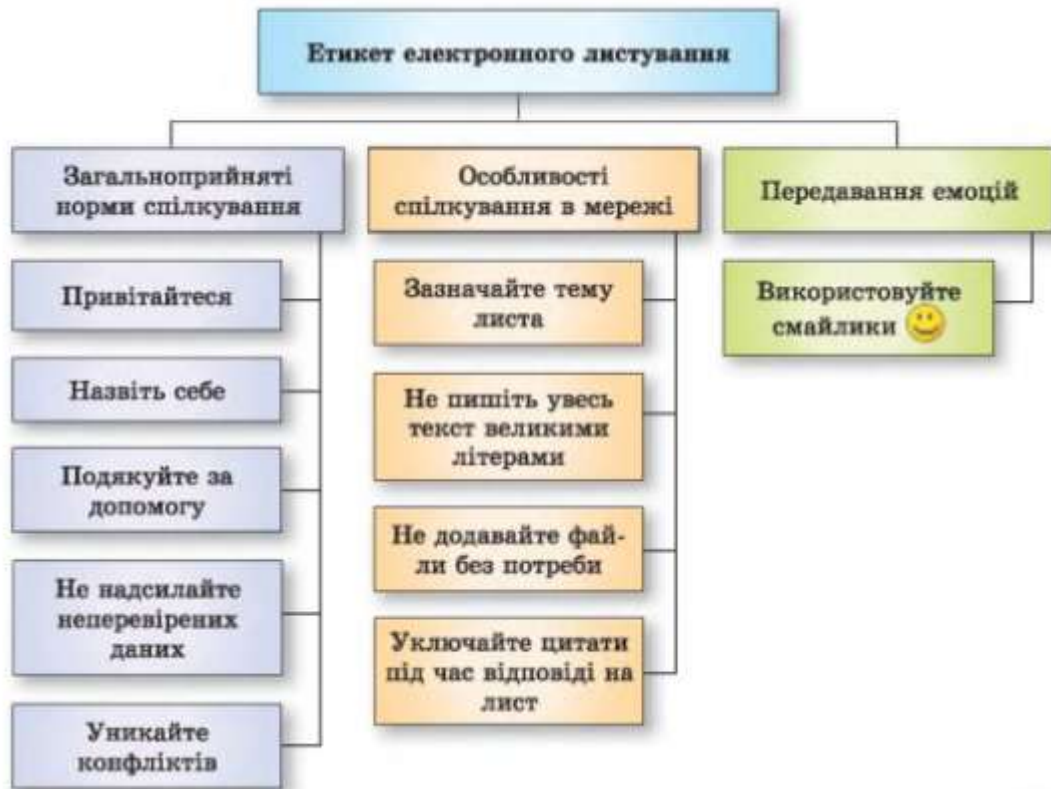 Етикет електронного листування
Загальноприйняті
норми спілкування
Привітайтеся
Назвіть себе
Подякуйте за
допомогу
Не надсилайте
неперевірених
даних
Уникайте
конфліктів
Особливості
спілкування в мережі
Зазначайте тему
листа
Не пишіть увесь
текст великими
літерами
Не додавайте фай-
ли без потреби
Уключайте цитати
під час відповіді на
лист
Передавання емоцій
Використовуйте
смайлики